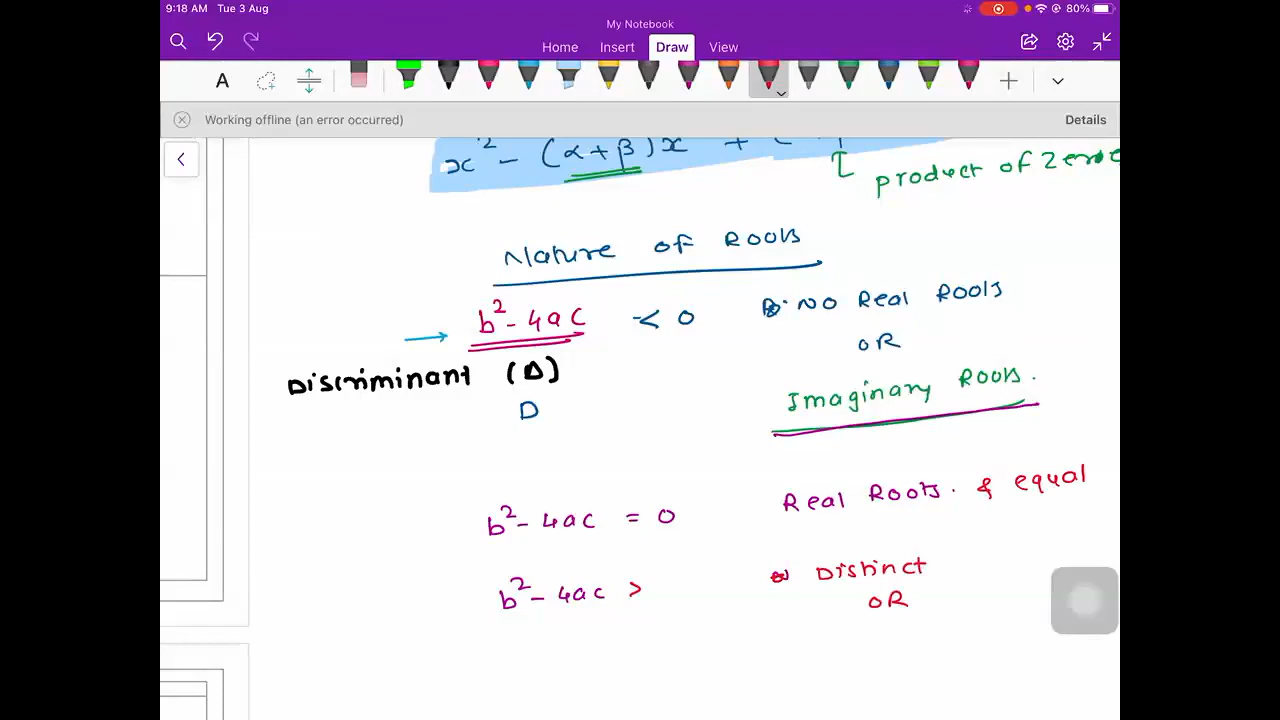 9:18 AM Tue 3 Aug
80%
My Notebook
Home Insert Draw View
A
Working offline (an error occurred)
Details
x² - (α+β)x +
product of Zeroe
Nature of Roots
b² - 4ac < 0 No Real Roots
OR
Discriminant (Δ)
Imaginary Roots.
D
b² - 4ac = 0 Real Roots. & equal
b² - 4ac > Distinct
OR